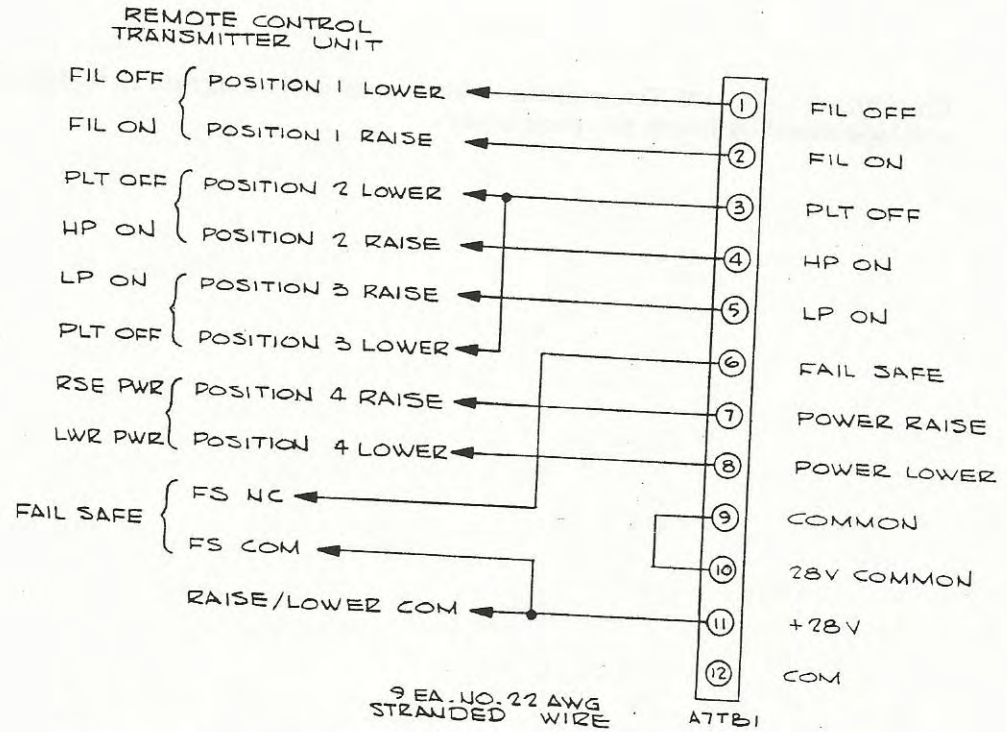 REMOTE CONTROL
TRANSMITTER UNIT
FIL OFF POSITION 1 LOWER 1 FIL OFF
FIL ON POSITION 1 RAISE 2 FIL ON
PLT OFF POSITION 2 LOWER 3 PLT OFF
HP ON POSITION 2 RAISE 4 HP ON
LP ON POSITION 3 RAISE 5 LP ON
PLT OFF POSITION 3 LOWER 6 FAIL SAFE
RSE PWR POSITION 4 RAISE 7 POWER RAISE
LWR PWR POSITION 4 LOWER 8 POWER LOWER
FAIL SAFE FS NC 9 COMMON
FS COM 10 28V COMMON
RAISE/LOWER COM 11 +28V
12 COM
9 EA. NO. 22 AWG
STRANDED WIRE
A7TB1